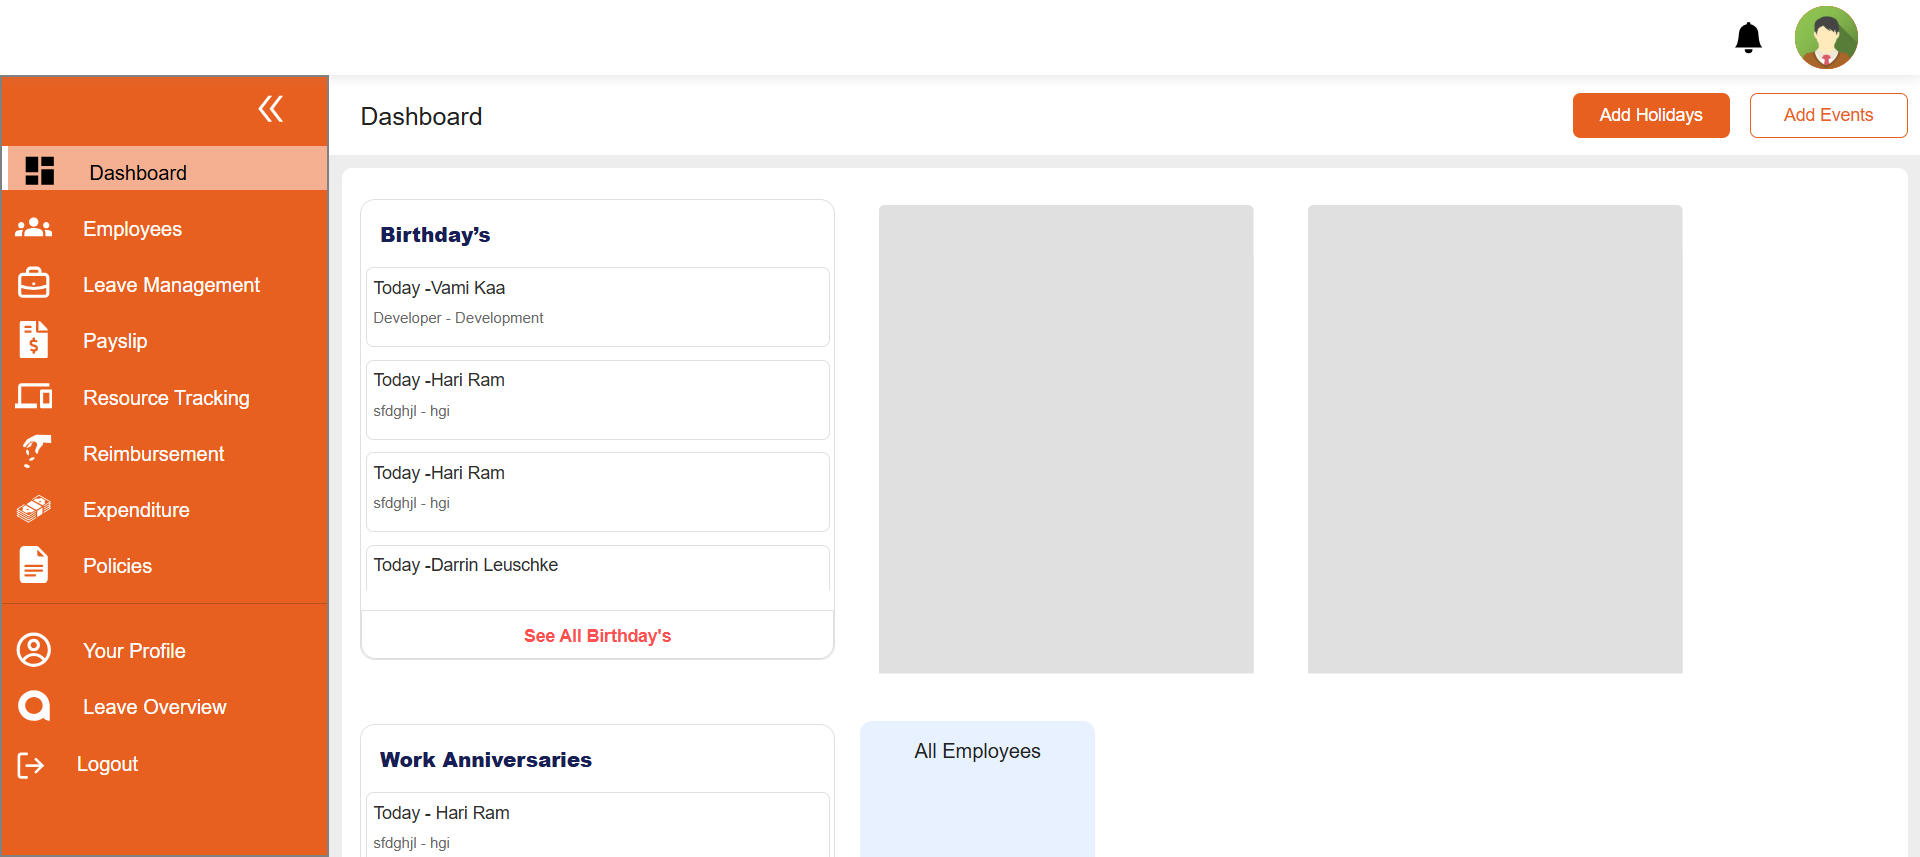 Dashboard
Add Holidays
Add Events
Dashboard
Employees
Leave Management
Payslip
Resource Tracking
Reimbursement
Expenditure
Policies
Your Profile
Leave Overview
Logout
Birthday’s
Today -Vami Kaa
Developer - Development
Today -Hari Ram
sfdghjl - hgi
Today -Hari Ram
sfdghjl - hgi
Today -Darrin Leuschke
See All Birthday's
Work Anniversaries
Today - Hari Ram
sfdghjl - hgi
All Employees